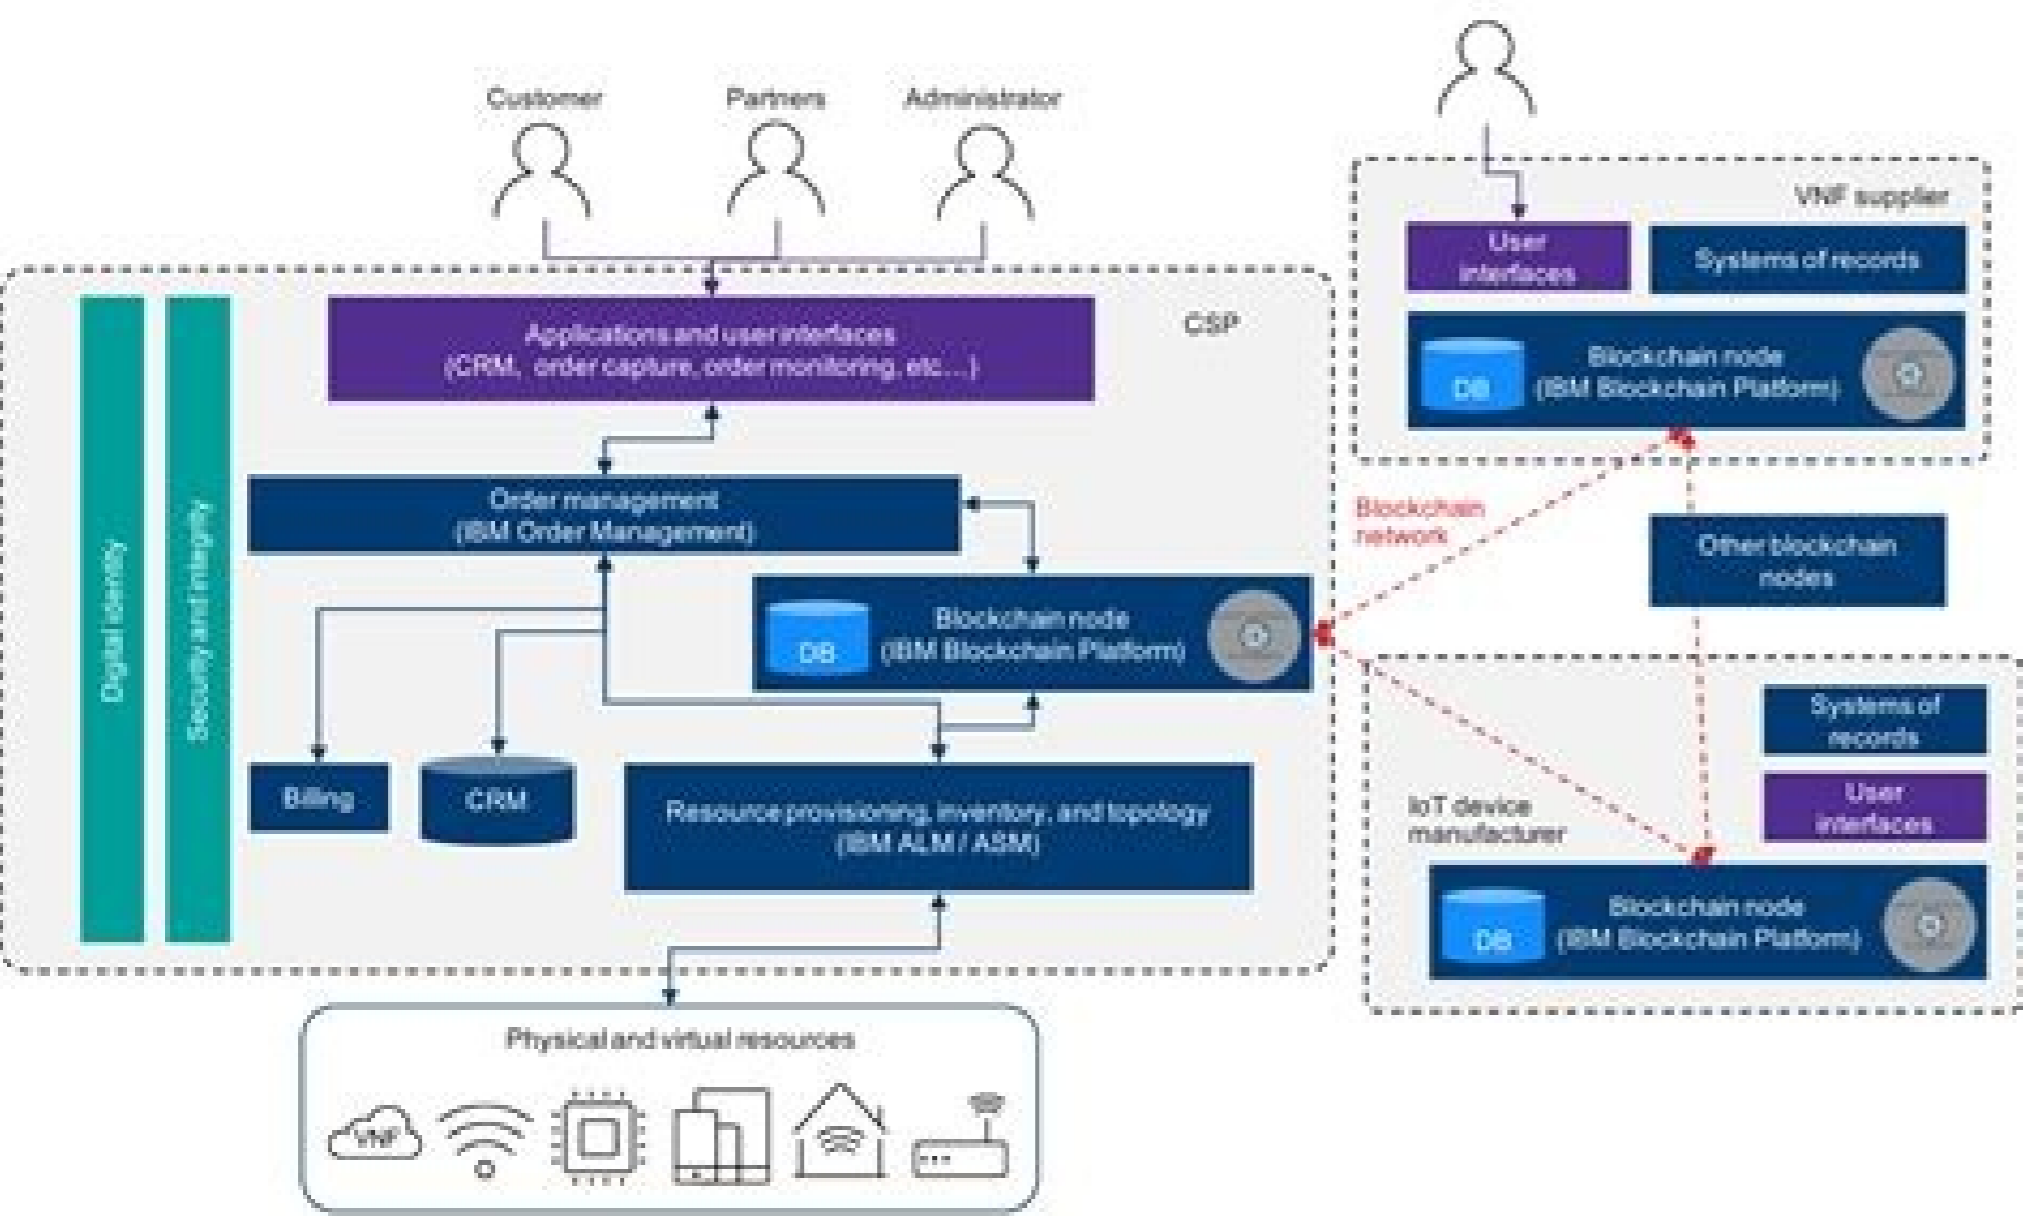 Customer
Partners
Administrator
VNF supplier
User
interfaces
Systems of records
DB
Blockchain node
(IBM Blockchain Platform)
CSP
Applications and user interfaces
(CRM, order capture, order monitoring, etc...)
Digital identity
Security and integrity
Order management
(IBM Order Management)
Blockchain
network
Other blockchain
nodes
DB
Blockchain node
(IBM Blockchain Platform)
Billing
CRM
Resource provisioning, inventory, and topology
(IBM ALM / ASM)
Systems of
records
User
interfaces
IoT device
manufacturer
DB
Blockchain node
(IBM Blockchain Platform)
Physical and virtual resources
VNF